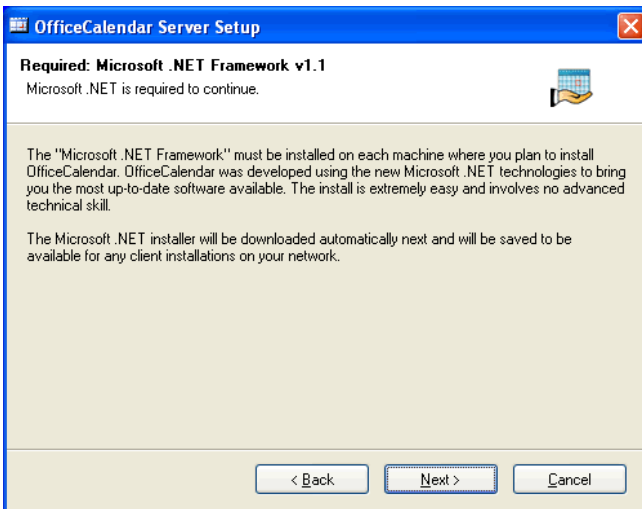 OfficeCalendar Server Setup
Required: Microsoft .NET Framework v1.1
Microsoft .NET is required to continue.
The "Microsoft .NET Framework" must be installed on each machine where you plan to install
OfficeCalendar. OfficeCalendar was developed using the new Microsoft .NET technologies to bring
you the most up-to-date software available. The install is extremely easy and involves no advanced
technical skill.
The Microsoft .NET installer will be downloaded automatically next and will be saved to be
available for any client installations on your network.
< Back Next > Cancel